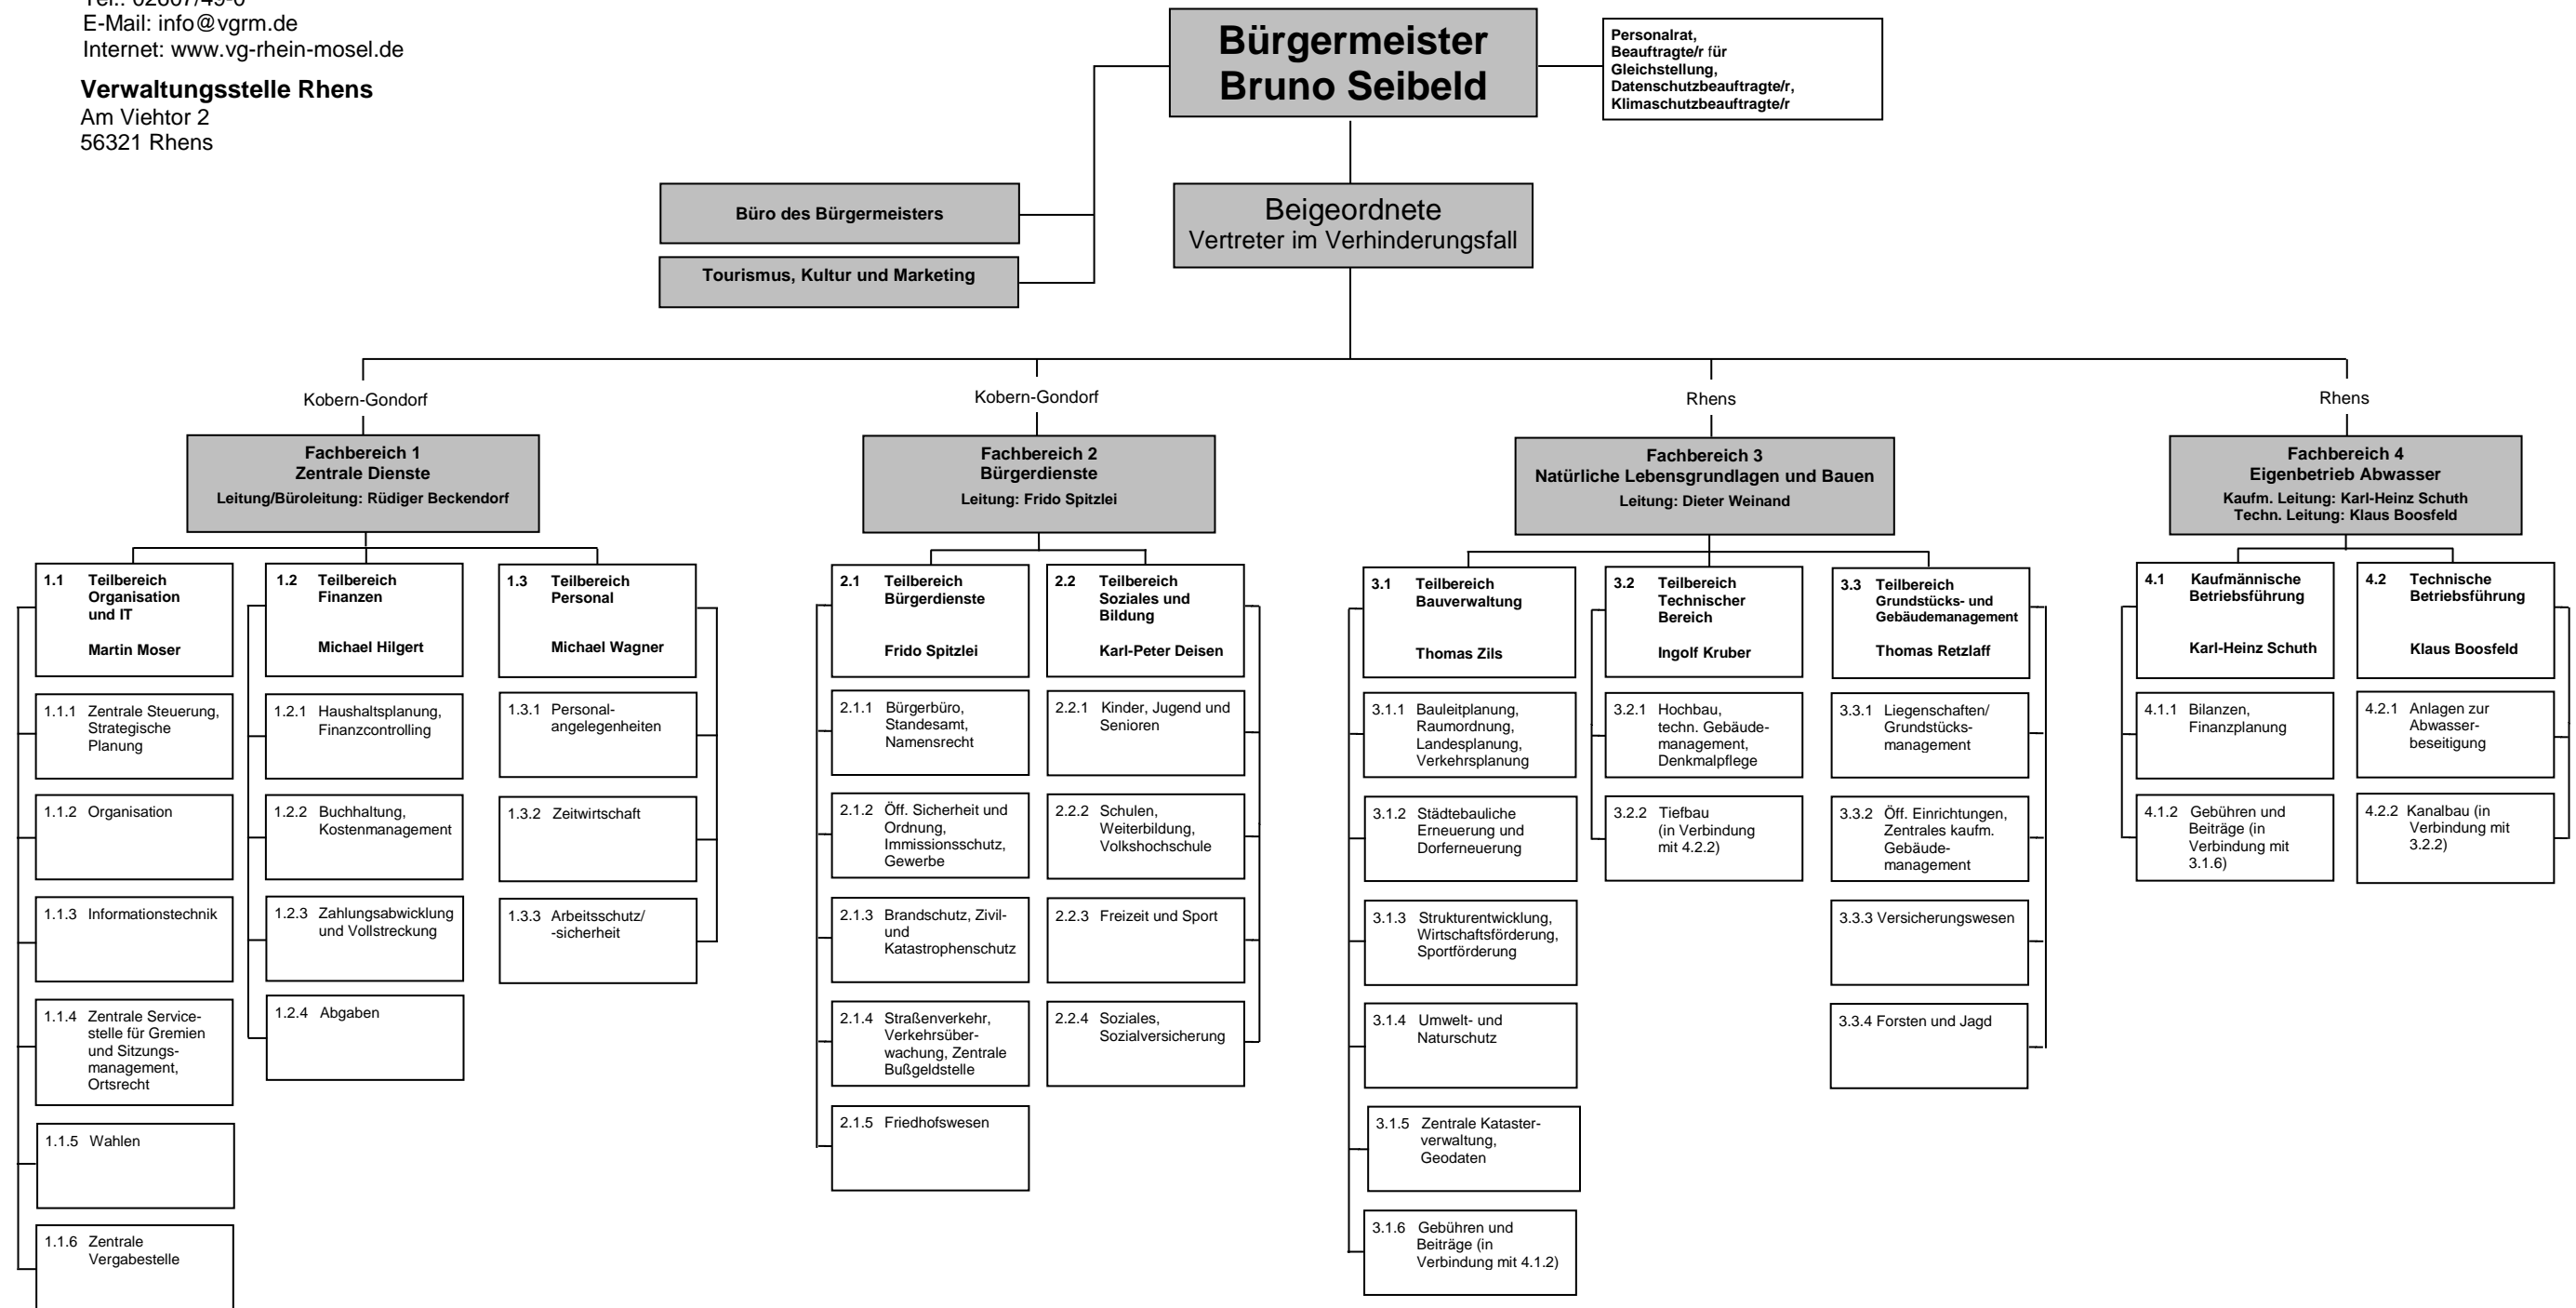 Tel.: 02607/49-0
E-Mail: info@vgrm.de
Internet: www.vg-rhein-mosel.de
Verwaltungsstelle Rhens
Am Viehtor 2
56321 Rhens
Bürgermeister
Bruno Seibeld
Personalrat,
Beauftragte/r für
Gleichstellung,
Datenschutzbeauftragte/r,
Klimaschutzbeauftragte/r
Büro des Bürgermeisters
Tourismus, Kultur und Marketing
Beigeordnete
Vertreter im Verhinderungsfall
Kobern-Gondorf
Fachbereich 1
Zentrale Dienste
Leitung/Büroleitung: Rüdiger Beckendorf
1.1 Teilbereich
Organisation
und IT
Martin Moser
1.1.1 Zentrale Steuerung,
Strategische
Planung
1.1.2 Organisation
1.1.3 Informationstechnik
1.1.4 Zentrale Service-
stelle für Gremien
und Sitzungs-
management,
Ortsrecht
1.1.5 Wahlen
1.1.6 Zentrale
Vergabestelle
1.2 Teilbereich
Finanzen
Michael Hilgert
1.2.1 Haushaltsplanung,
Finanzcontrolling
1.2.2 Buchhaltung,
Kostenmanagement
1.2.3 Zahlungsabwicklung
und Vollstreckung
1.2.4 Abgaben
1.3 Teilbereich
Personal
Michael Wagner
1.3.1 Personal-
angelegenheiten
1.3.2 Zeitwirtschaft
1.3.3 Arbeitsschutz/
-sicherheit
Kobern-Gondorf
Fachbereich 2
Bürgerdienste
Leitung: Frido Spitzlei
2.1 Teilbereich
Bürgerdienste
Frido Spitzlei
2.1.1 Bürgerbüro,
Standesamt,
Namensrecht
2.1.2 Öff. Sicherheit und
Ordnung,
Immissionsschutz,
Gewerbe
2.1.3 Brandschutz, Zivil-
und
Katastrophenschutz
2.1.4 Straßenverkehr,
Verkehrsüber-
wachung, Zentrale
Bußgeldstelle
2.1.5 Friedhofswesen
2.2 Teilbereich
Soziales und
Bildung
Karl-Peter Deisen
2.2.1 Kinder, Jugend und
Senioren
2.2.2 Schulen,
Weiterbildung,
Volkshochschule
2.2.3 Freizeit und Sport
2.2.4 Soziales,
Sozialversicherung
Rhens
Fachbereich 3
Natürliche Lebensgrundlagen und Bauen
Leitung: Dieter Weinand
3.1 Teilbereich
Bauverwaltung
Thomas Zils
3.1.1 Bauleitplanung,
Raumordnung,
Landesplanung,
Verkehrsplanung
3.1.2 Städtebauliche
Erneuerung und
Dorferneuerung
3.1.3 Strukturentwicklung,
Wirtschaftsförderung,
Sportförderung
3.1.4 Umwelt- und
Naturschutz
3.1.5 Zentrale Kataster-
verwaltung,
Geodaten
3.1.6 Gebühren und
Beiträge (in
Verbindung mit 4.1.2)
3.2 Teilbereich
Technischer
Bereich
Ingolf Kruber
3.2.1 Hochbau,
techn. Gebäude-
management,
Denkmalpflege
3.2.2 Tiefbau
(in Verbindung
mit 4.2.2)
3.3 Teilbereich
Grundstücks- und
Gebäudemanagement
Thomas Retzlaff
3.3.1 Liegenschaften/
Grundstücks-
management
3.3.2 Öff. Einrichtungen,
Zentrales kaufm.
Gebäude-
management
3.3.3 Versicherungswesen
3.3.4 Forsten und Jagd
Rhens
Fachbereich 4
Eigenbetrieb Abwasser
Kaufm. Leitung: Karl-Heinz Schuth
Techn. Leitung: Klaus Boosfeld
4.1 Kaufmännische
Betriebsführung
Karl-Heinz Schuth
4.1.1 Bilanzen,
Finanzplanung
4.1.2 Gebühren und
Beiträge (in
Verbindung mit
3.1.6)
4.2 Technische
Betriebsführung
Klaus Boosfeld
4.2.1 Anlagen zur
Abwasser-
beseitigung
4.2.2 Kanalbau (in
Verbindung mit
3.2.2)